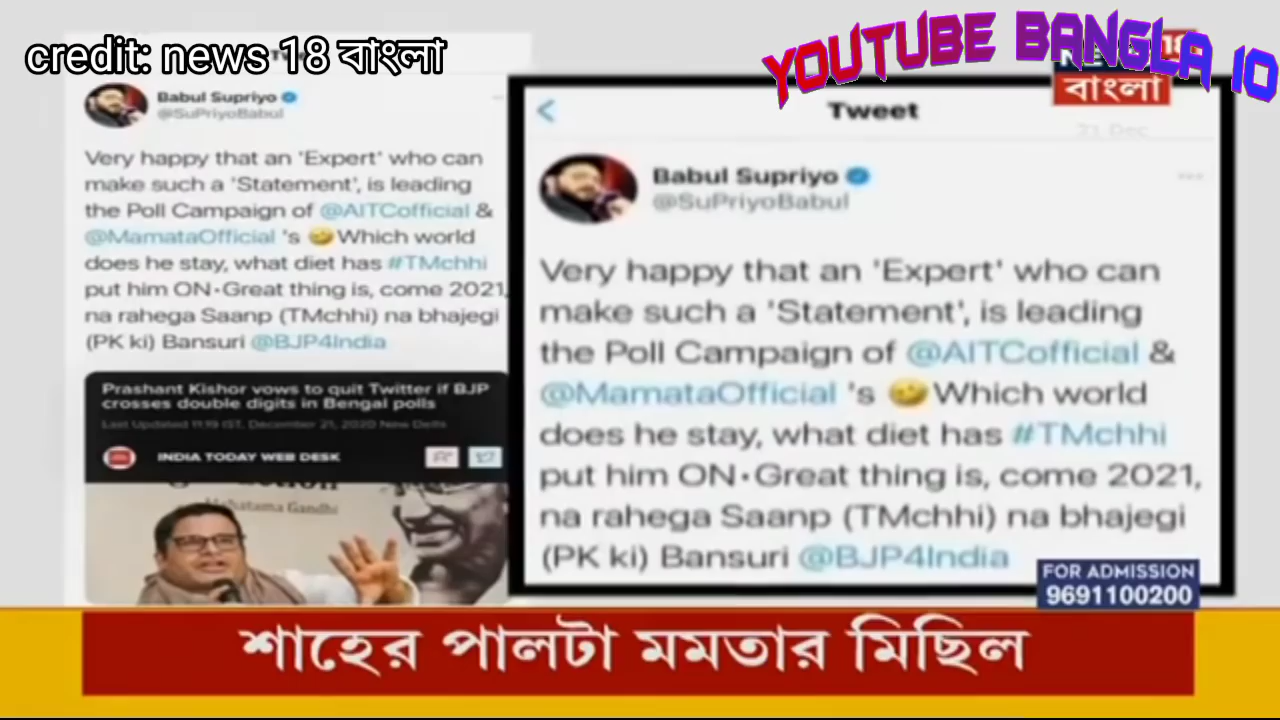 credit: news 18 বাংলা
YOUTUBE BANGLA 10
বাংলা
Babul Supriyo
@SuPriyoBabul
Very happy that an 'Expert' who can
make such a 'Statement', is leading
the Poll Campaign of @AITCofficial &
@MamataOfficial 's 🤣 Which world
does he stay, what diet has #TMchhi
put him ON•Great thing is, come 2021,
na rahega Saanp (TMchhi) na bhajegi
(PK ki) Bansuri @BJP4India
Prashant Kishor vows to quit Twitter if BJP
crosses double digits in Bengal polls
Last Updated 11:19 IST, December 21, 2020 New Delhi
INDIA TODAY WEB DESK
Mahatama Gandhi
Tweet
21 Dec
Babul Supriyo
@SuPriyoBabul
Very happy that an 'Expert' who can
make such a 'Statement', is leading
the Poll Campaign of @AITCofficial &
@MamataOfficial 's 🤣 Which world
does he stay, what diet has #TMchhi
put him ON•Great thing is, come 2021,
na rahega Saanp (TMchhi) na bhajegi
(PK ki) Bansuri @BJP4India
FOR ADMISSION
9691100200
শাহের পালটা মমতার মিছিল